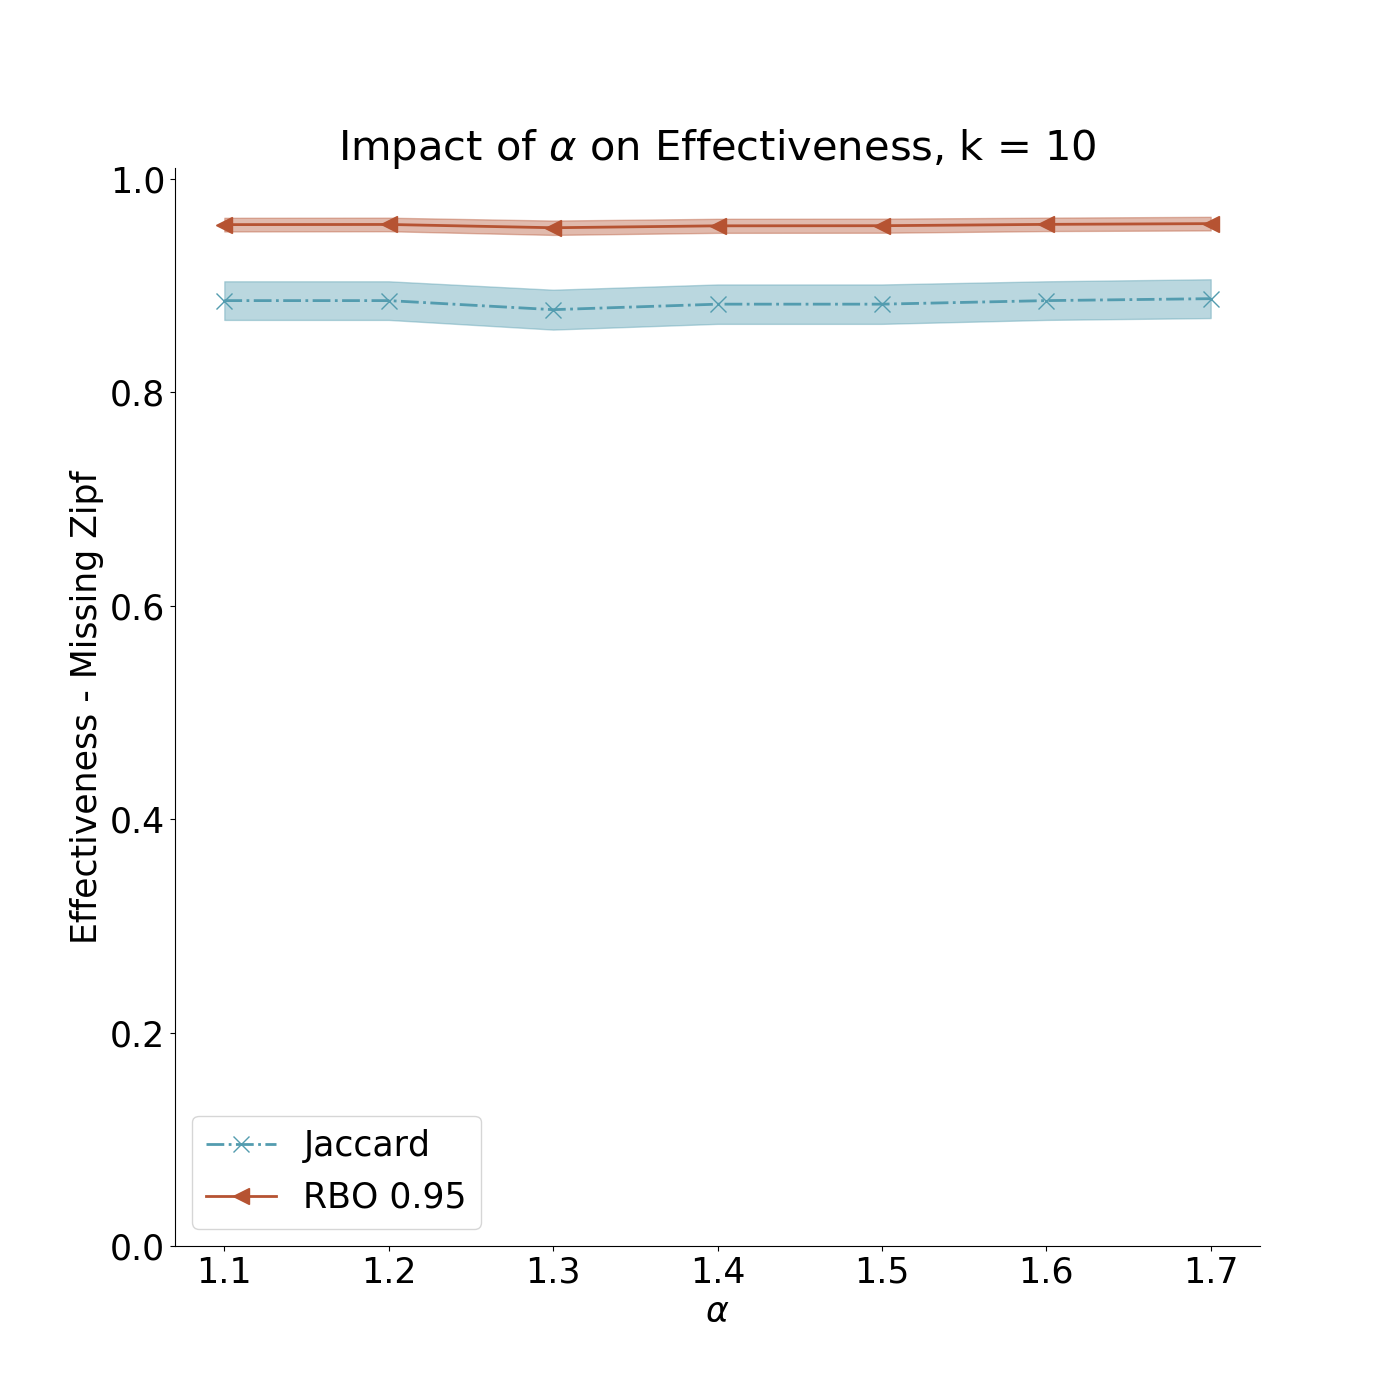 Impact of α on Effectiveness, k = 10
1.0
0.8
0.6
0.4
0.2
0.0
Effectiveness - Missing Zipf
Jaccard
RBO 0.95
1.1 1.2 1.3 1.4 1.5 1.6 1.7
α